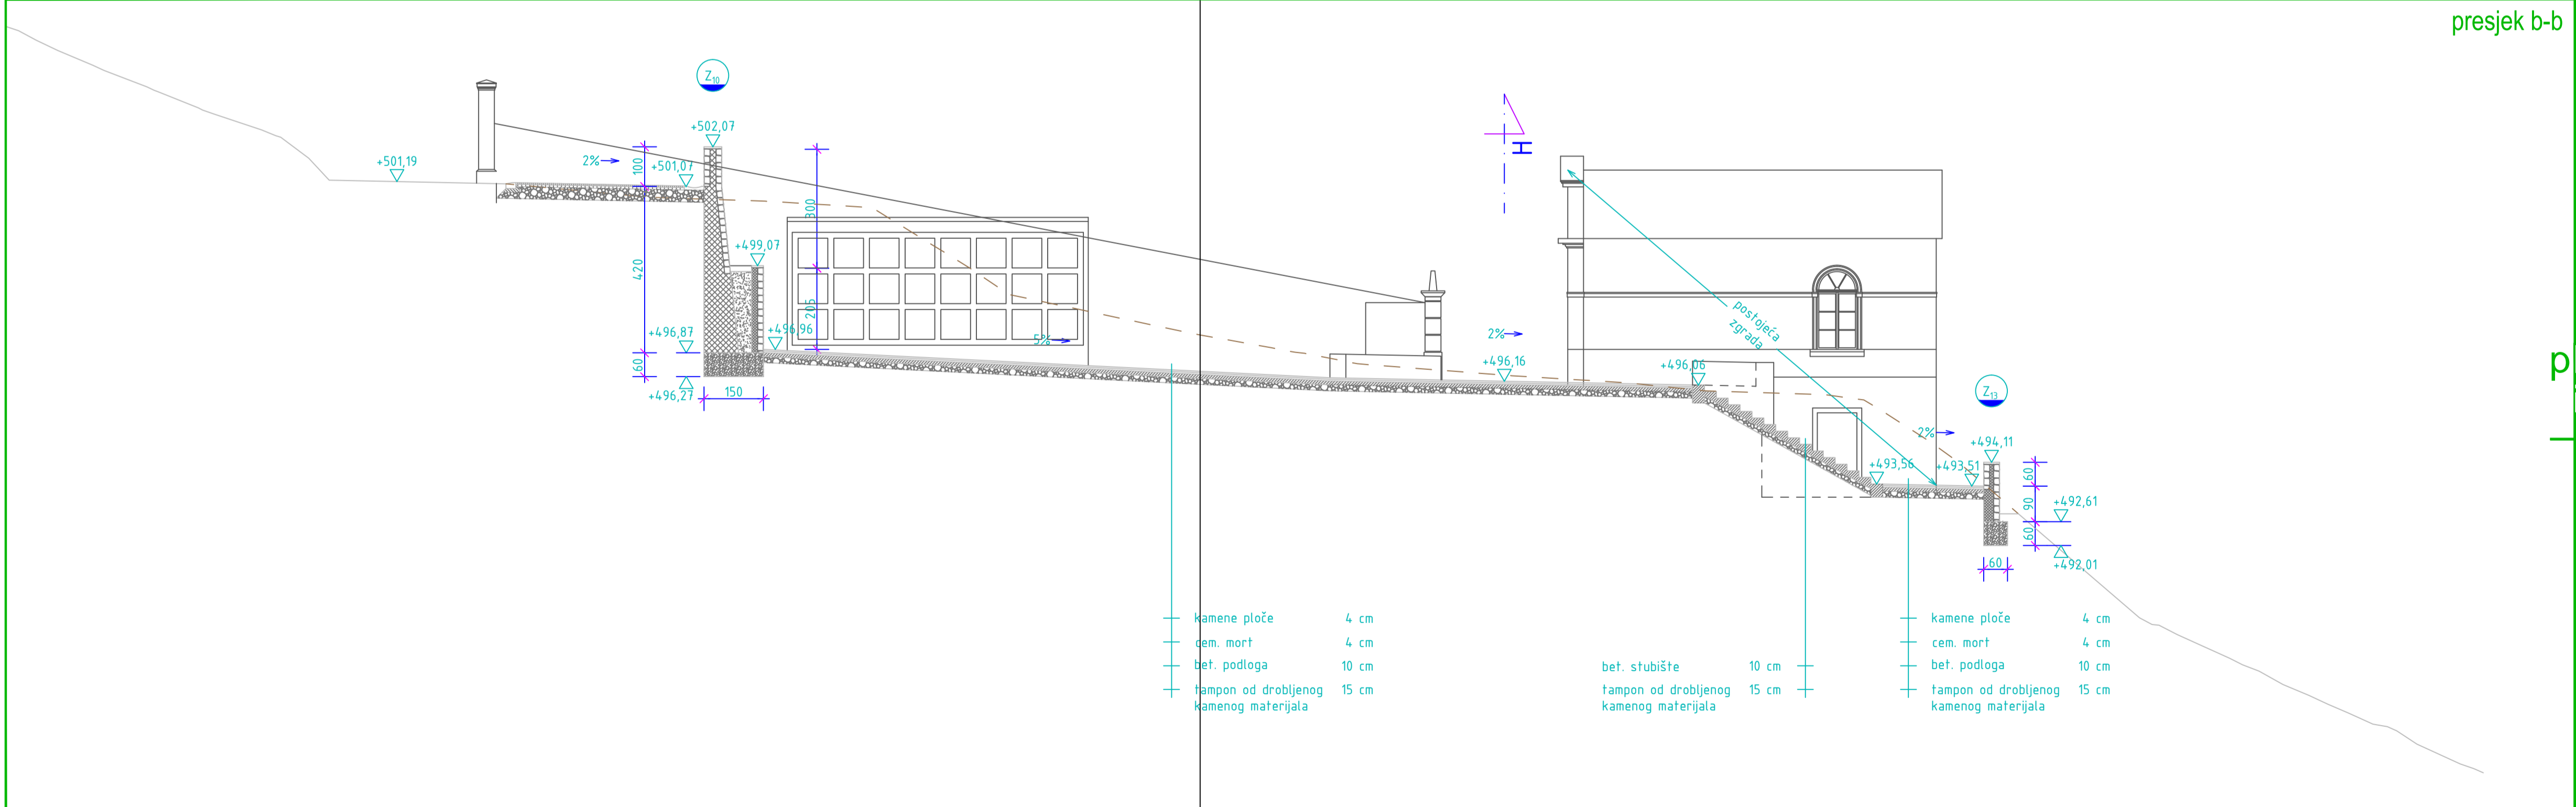 presjek b-b
Z10
+502,07
+501,19
2%
100
+501,07
300
420
+499,07
205
+496,87
+496,96
60
+496,27
150
5%
H
2%
+496,16
+496,06
postoječa
zgrada
Z13
2%
+494,11
+493,56
+493,51
60
90
60
+492,61
+492,01
60
p
kamene ploče 4 cm
cem. mort 4 cm
bet. podloga 10 cm
tampon od drobljenog 15 cm
kamenog materijala
bet. stubište 10 cm
tampon od drobljenog 15 cm
kamenog materijala
kamene ploče 4 cm
cem. mort 4 cm
bet. podloga 10 cm
tampon od drobljenog 15 cm
kamenog materijala